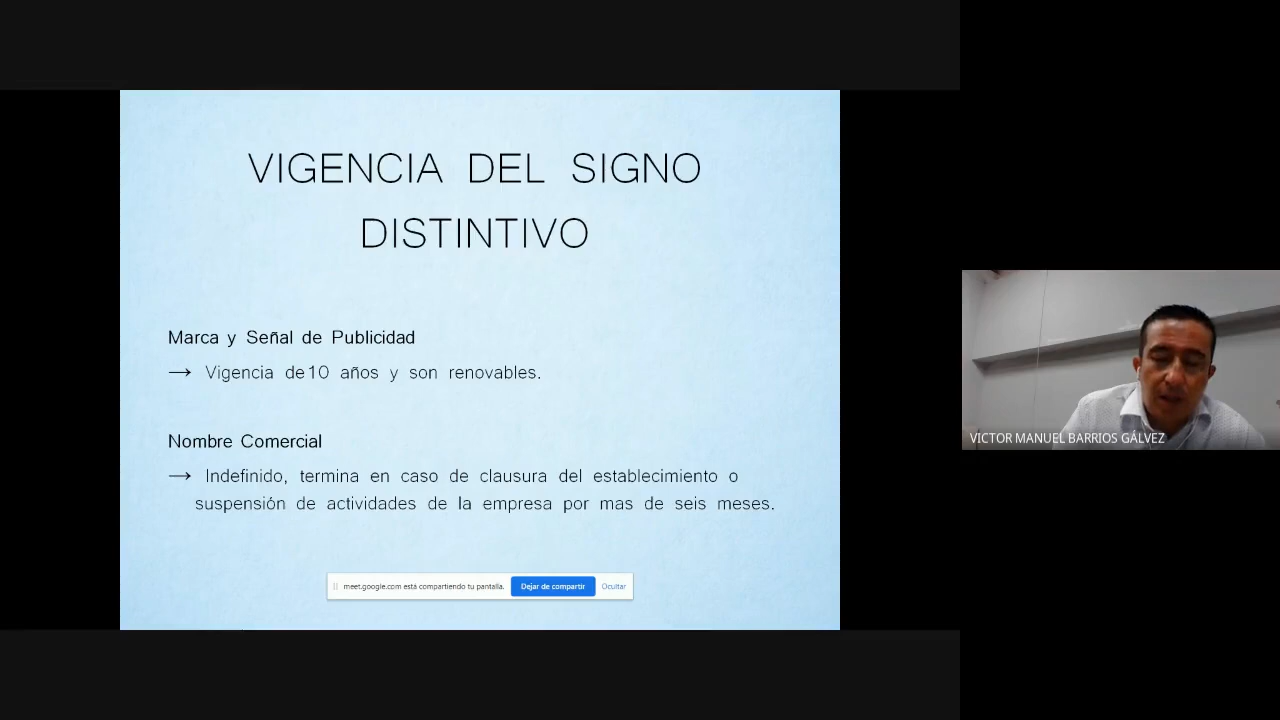 VIGENCIA DEL SIGNO
DISTINTIVO
Marca y Señal de Publicidad
→ Vigencia de10 años y son renovables.
Nombre Comercial
→ Indefinido, termina en caso de clausura del establecimiento o
suspensión de actividades de la empresa por mas de seis meses.
meet.google.com está compartiendo tu pantalla. Dejar de compartir Ocultar
VICTOR MANUEL BARRIOS GÁLVEZ